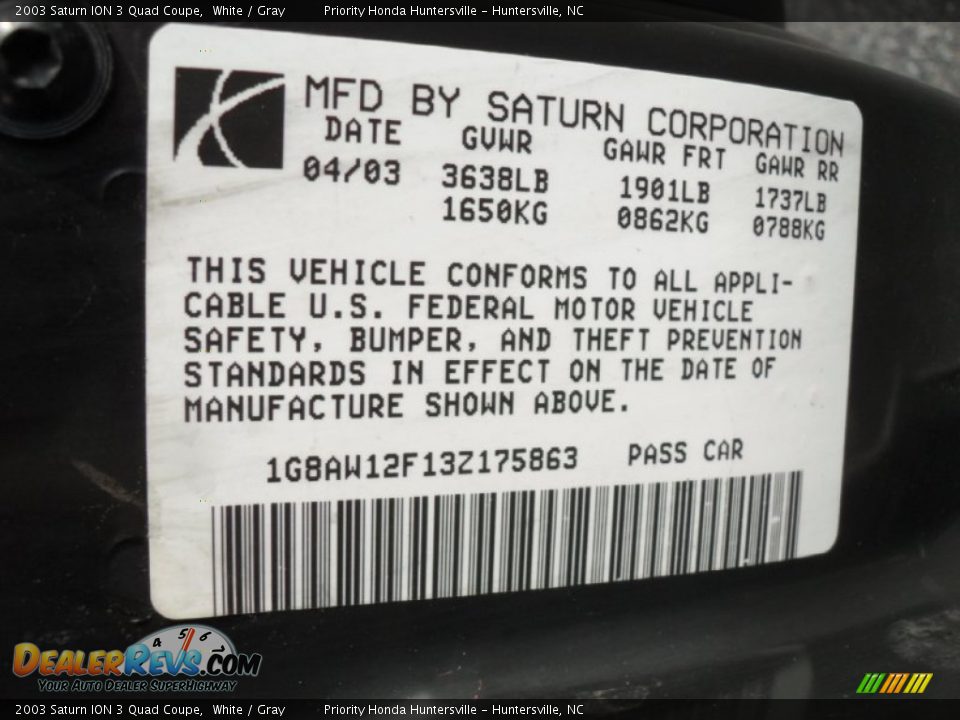 2003 Saturn ION 3 Quad Coupe, White / Gray Priority Honda Huntersville - Huntersville, NC
MFD BY SATURN CORPORATION
DATE GVWR GAWR FRT GAWR RR
04/03 3638LB 1901LB 1737LB
1650KG 0862KG 0788KG
THIS VEHICLE CONFORMS TO ALL APPLI-
CABLE U.S. FEDERAL MOTOR VEHICLE
SAFETY, BUMPER, AND THEFT PREVENTION
STANDARDS IN EFFECT ON THE DATE OF
MANUFACTURE SHOWN ABOVE.
1G8AW12F13Z175863 PASS CAR
4 5 6
DEALERREVS.COM
YOUR AUTO DEALER SUPERHIGHWAY
2003 Saturn ION 3 Quad Coupe, White / Gray Priority Honda Huntersville - Huntersville, NC